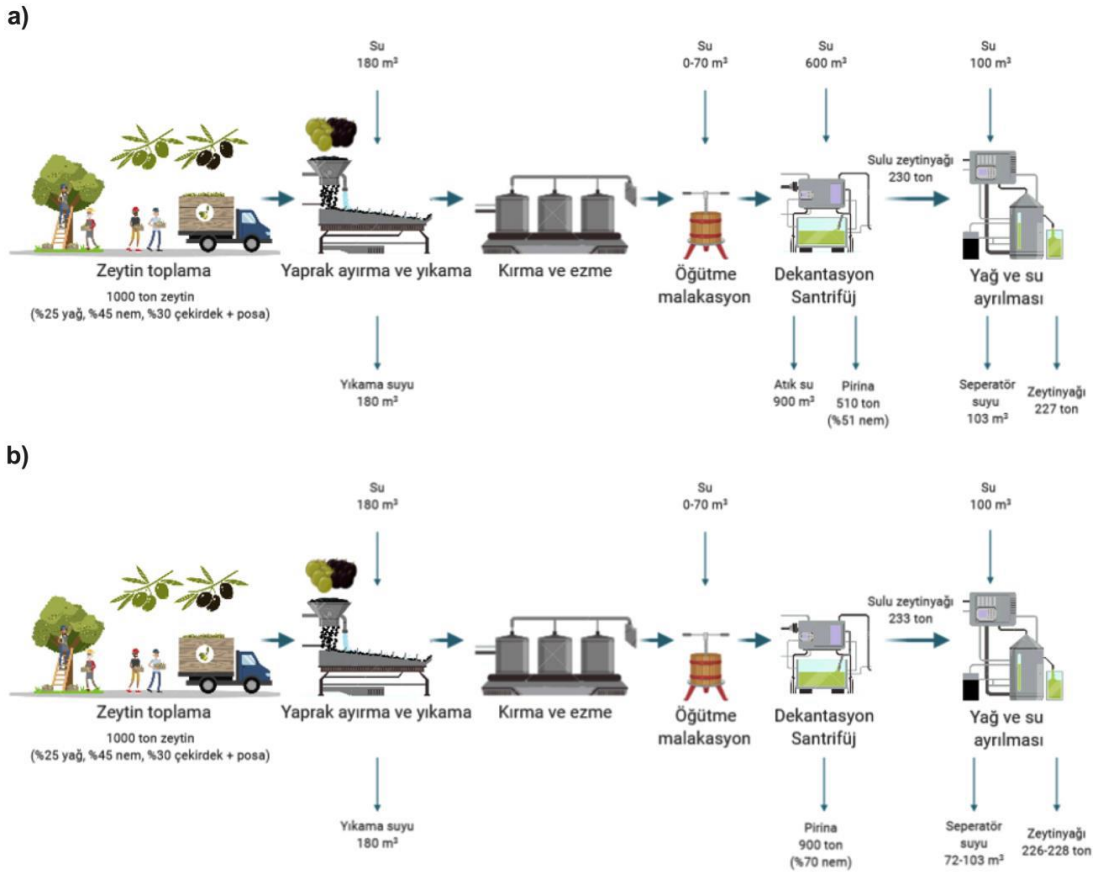 a)
Su
180 m³
Su
0-70 m³
Su
600 m³
Su
100 m³
Sulu zeytinyağı
230 ton
Zeytin toplama
Yaprak ayırma ve yıkama
Kırma ve ezme
Öğütme
malakasyon
Dekantasyon
Santrifüj
Yağ ve su
ayrılması
1000 ton zeytin
(%25 yağ, %45 nem, %30 çekirdek + posa)
Yıkama suyu
180 m³
Atık su
900 m³
Pirina
510 ton
(%51 nem)
Seperatör
suyu
103 m³
Zeytinyağı
227 ton
b)
Su
180 m³
Su
0-70 m³
Su
100 m³
Sulu zeytinyağı
233 ton
Zeytin toplama
Yaprak ayırma ve yıkama
Kırma ve ezme
Öğütme
malakasyon
Dekantasyon
Santrifüj
Yağ ve su
ayrılması
1000 ton zeytin
(%25 yağ, %45 nem, %30 çekirdek + posa)
Yıkama suyu
180 m³
Pirina
900 ton
(%70 nem)
Seperatör
suyu
72-103 m³
Zeytinyağı
226-228 ton